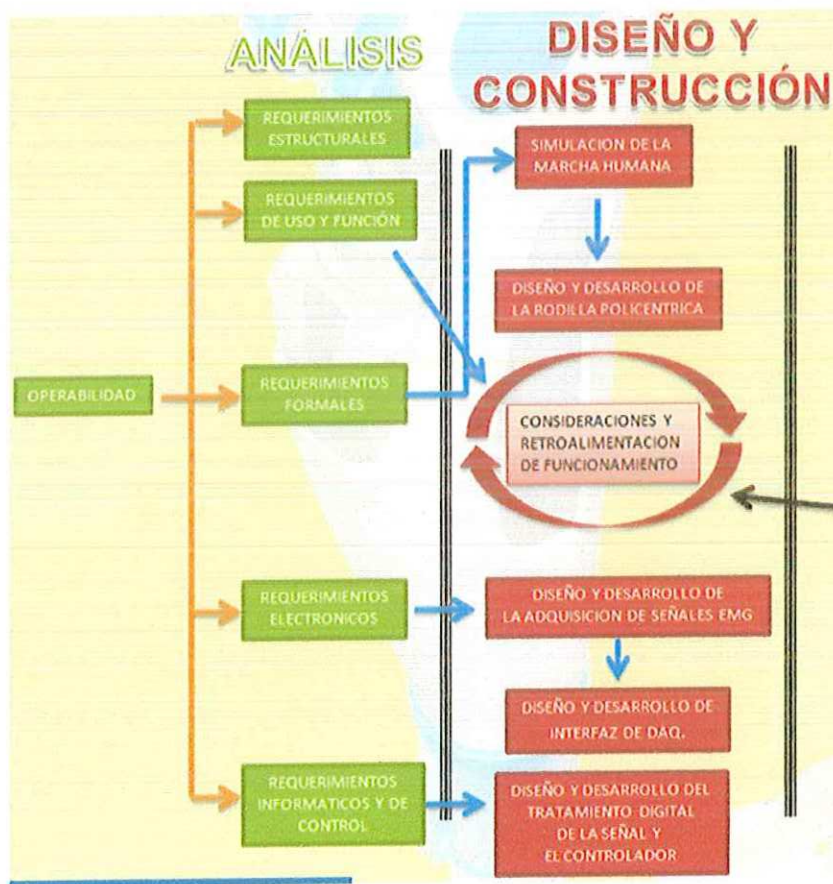 ANÁLISIS
DISEÑO Y
CONSTRUCCIÓN
OPERABILIDAD
REQUERIMIENTOS
ESTRUCTURALES
REQUERIMIENTOS
DE USO Y FUNCIÓN
REQUERIMIENTOS
FORMALES
REQUERIMIENTOS
ELECTRONICOS
REQUERIMIENTOS
INFORMATICOS Y DE
CONTROL
SIMULACION DE LA
MARCHA HUMANA
DISEÑO Y DESARROLLO DE
LA RODILLA POLICENTRICA
CONSIDERACIONES Y
RETROALIMENTACION
DE FUNCIONAMIENTO
DISEÑO Y DESARROLLO DE
LA ADQUISICION DE SEÑALES EMG
DISEÑO Y DESARROLLO DE
INTERFAZ DE DAQ.
DISEÑO Y DESARROLLO DEL
TRATAMIENTO DIGITAL
DE LA SEÑAL Y
EL CONTROLADOR